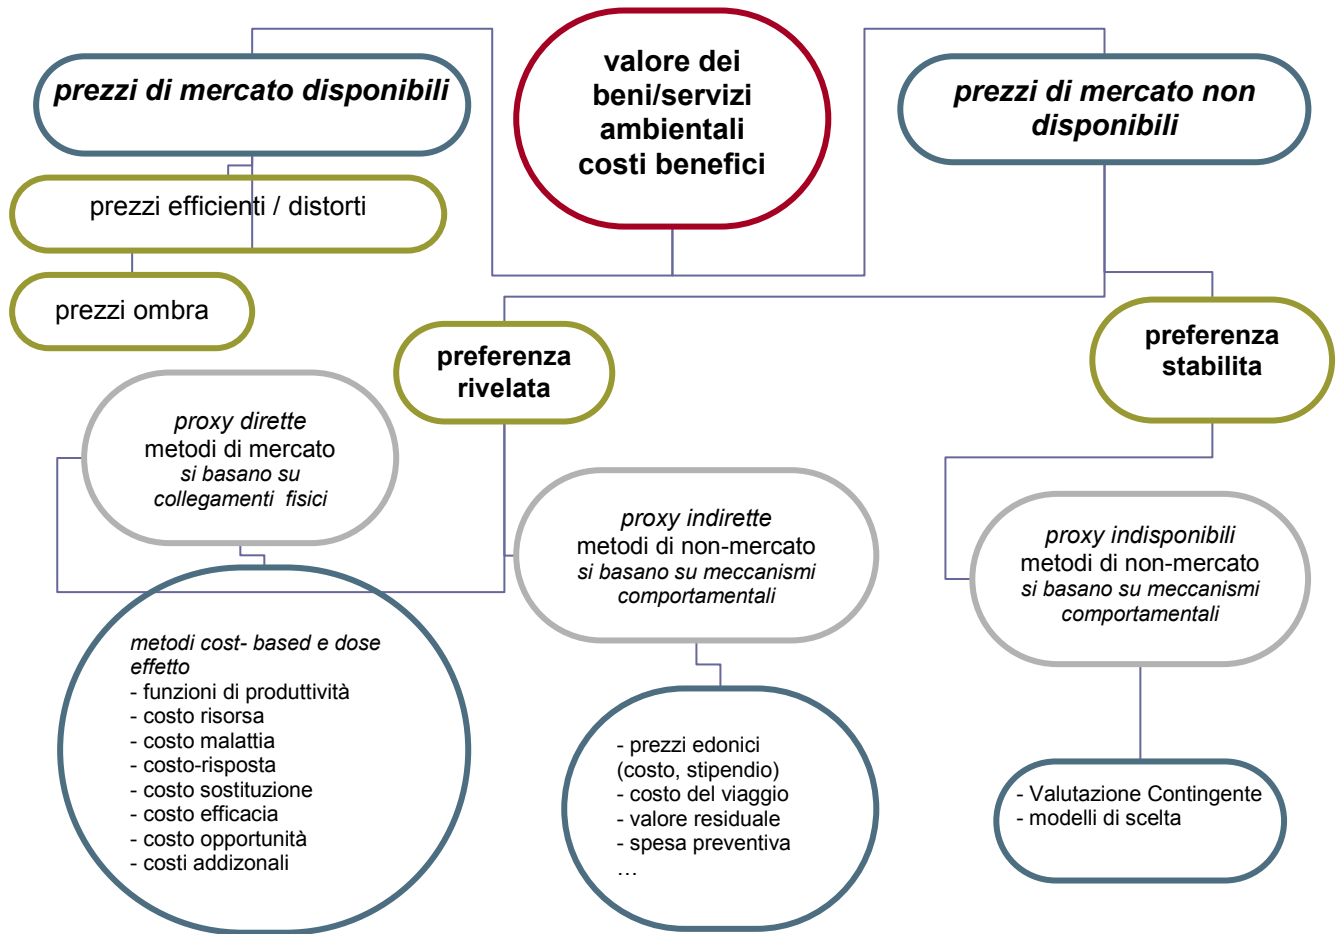 valore dei
beni/servizi
ambientali
costi benefici
prezzi di mercato disponibili
prezzi di mercato non
disponibili
prezzi efficienti / distorti
prezzi ombra
preferenza
rivelata
preferenza
stabilita
proxy dirette
metodi di mercato
si basano su
collegamenti fisici
proxy indirette
metodi di non-mercato
si basano su meccanismi
comportamentali
proxy indisponibili
metodi di non-mercato
si basano su meccanismi
comportamentali
metodi cost- based e dose
effetto
- funzioni di produttività
- costo risorsa
- costo malattia
- costo-risposta
- costo sostituzione
- costo efficacia
- costo opportunità
- costi addizonali
- prezzi edonici
(costo, stipendio)
- costo del viaggio
- valore residuale
- spesa preventiva
…
- Valutazione Contingente
- modelli di scelta